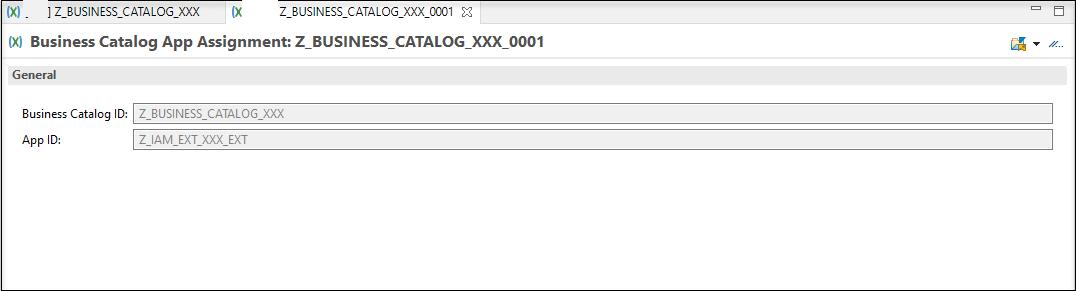 (X) ] Z_BUSINESS_CATALOG_XXX (X Z_BUSINESS_CATALOG_XXX_0001
(X) Business Catalog App Assignment: Z_BUSINESS_CATALOG_XXX_0001
General
Business Catalog ID: Z_BUSINESS_CATALOG_XXX
App ID: Z_IAM_EXT_XXX_EXT